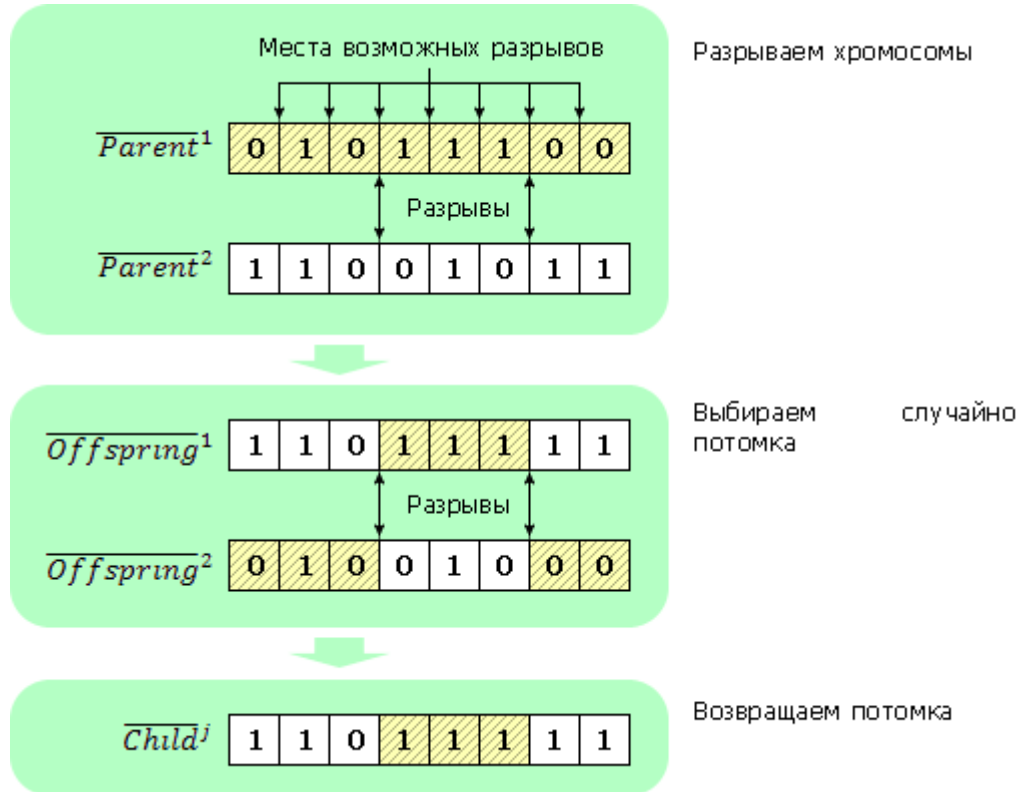 Места возможных разрывов
Разрываем хромосомы
Parent¹ 0 1 0 1 1 1 0 0
Разрывы
Parent² 1 1 0 0 1 0 1 1
Offspring¹ 1 1 0 1 1 1 1 1
Выбираем случайно
потомка
Разрывы
Offspring² 0 1 0 0 1 0 0 0
Возвращаем потомка
Childʲ 1 1 0 1 1 1 1 1